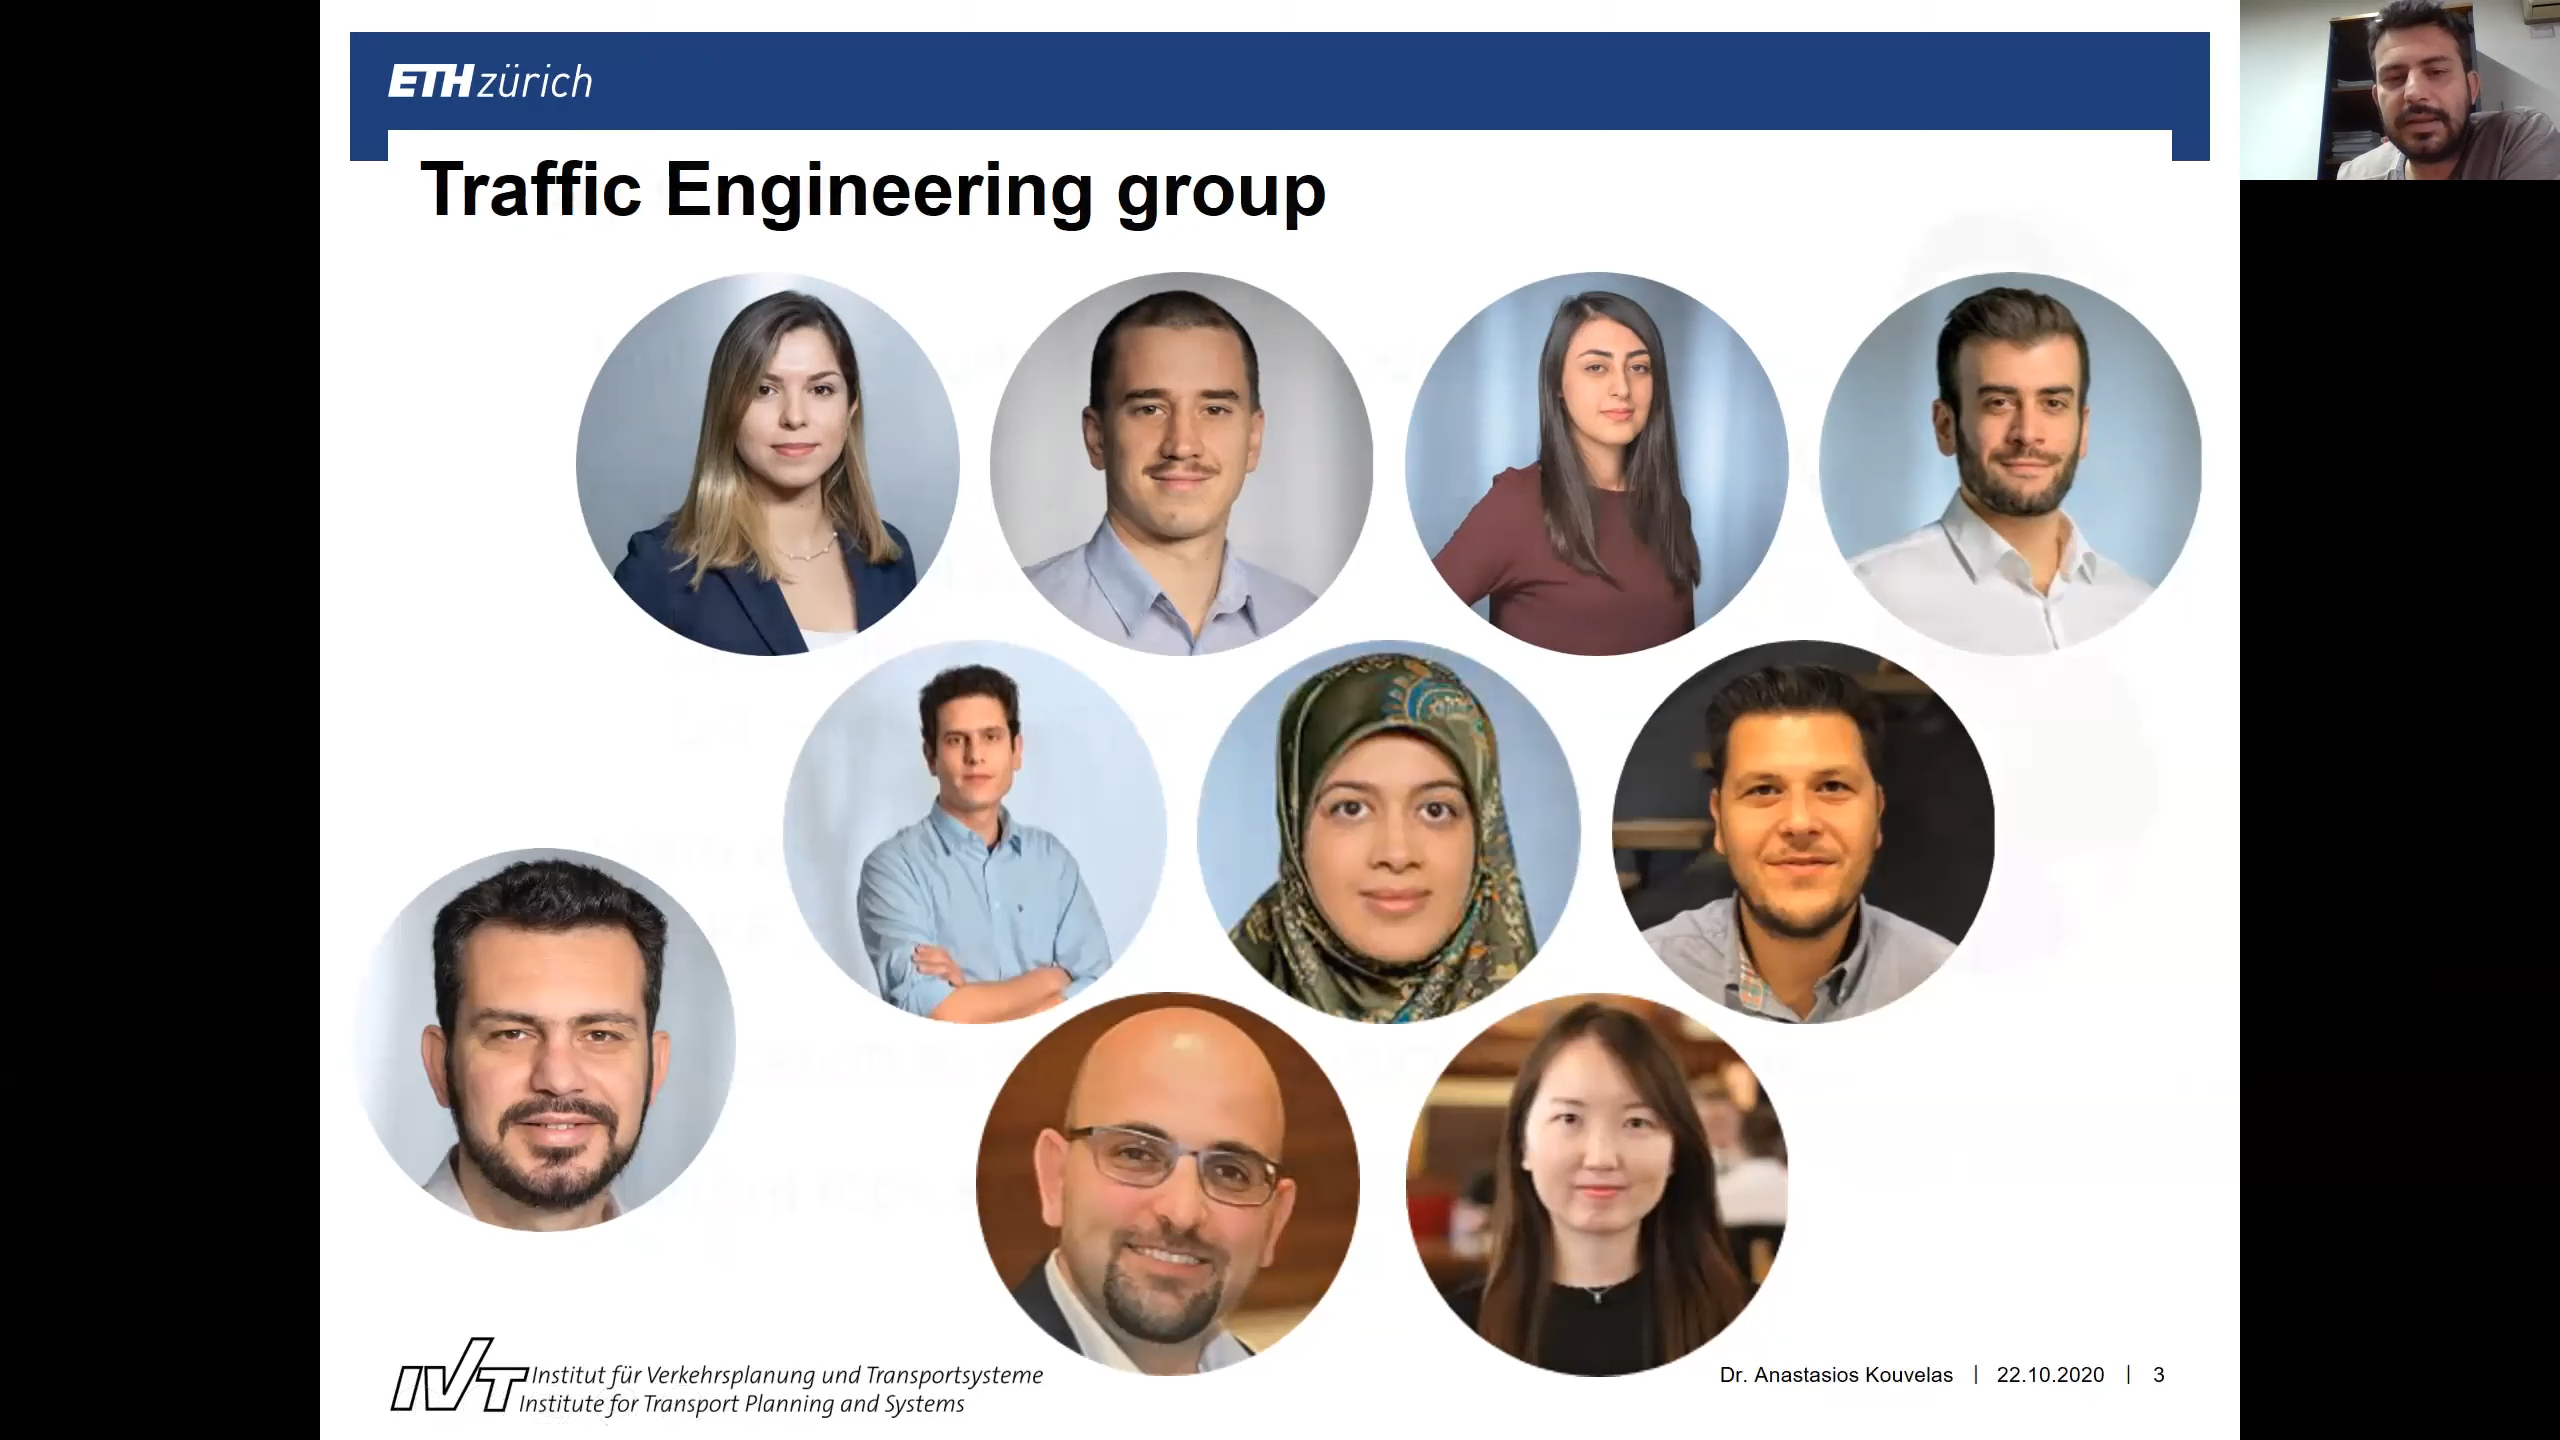 ETH zürich
Traffic Engineering group
IVT Institut für Verkehrsplanung und Transportsysteme
Institute for Transport Planning and Systems
Dr. Anastasios Kouvelas | 22.10.2020 | 3